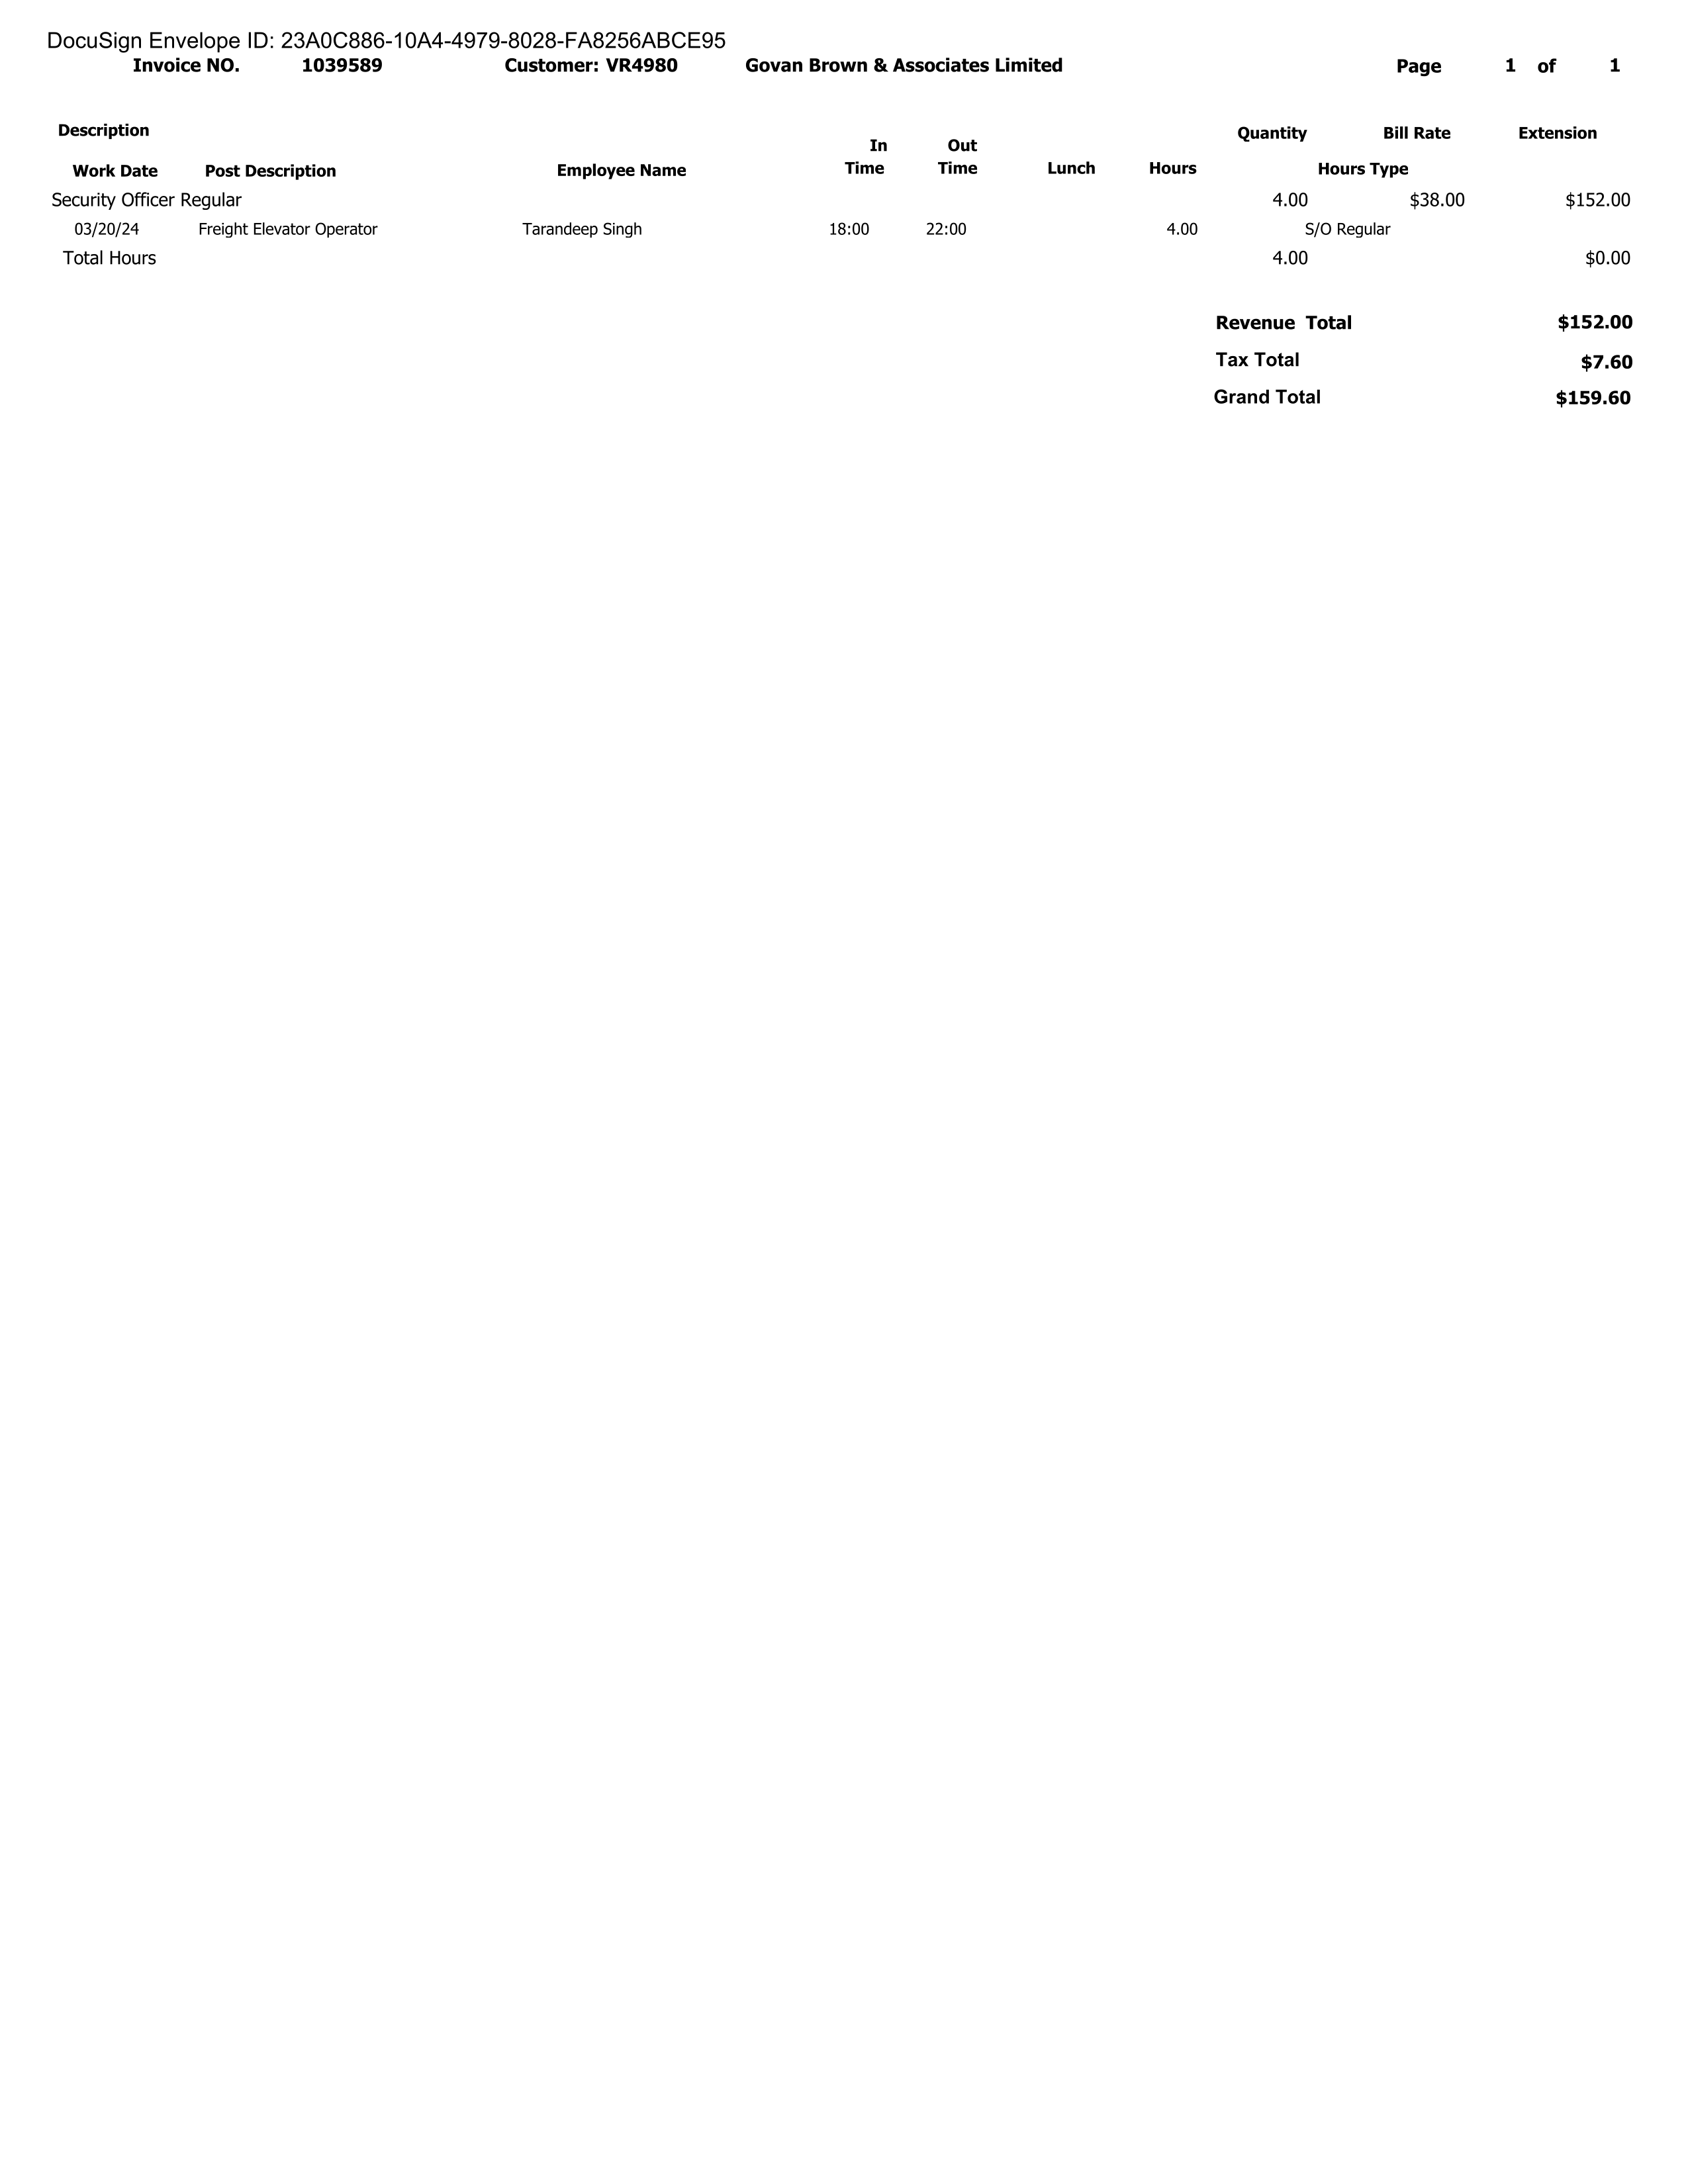 DocuSign Envelope ID: 23A0C886-10A4-4979-8028-FA8256ABCE95
Invoice NO. 1039589 Customer: VR4980 Govan Brown & Associates Limited Page 1 of 1
Description Quantity Bill Rate Extension
In Out
Work Date Post Description Employee Name Time Time Lunch Hours Hours Type
Security Officer Regular 4.00 $38.00 $152.00
03/20/24 Freight Elevator Operator Tarandeep Singh 18:00 22:00 4.00 S/O Regular
Total Hours 4.00 $0.00
Revenue Total $152.00
Tax Total $7.60
Grand Total $159.60